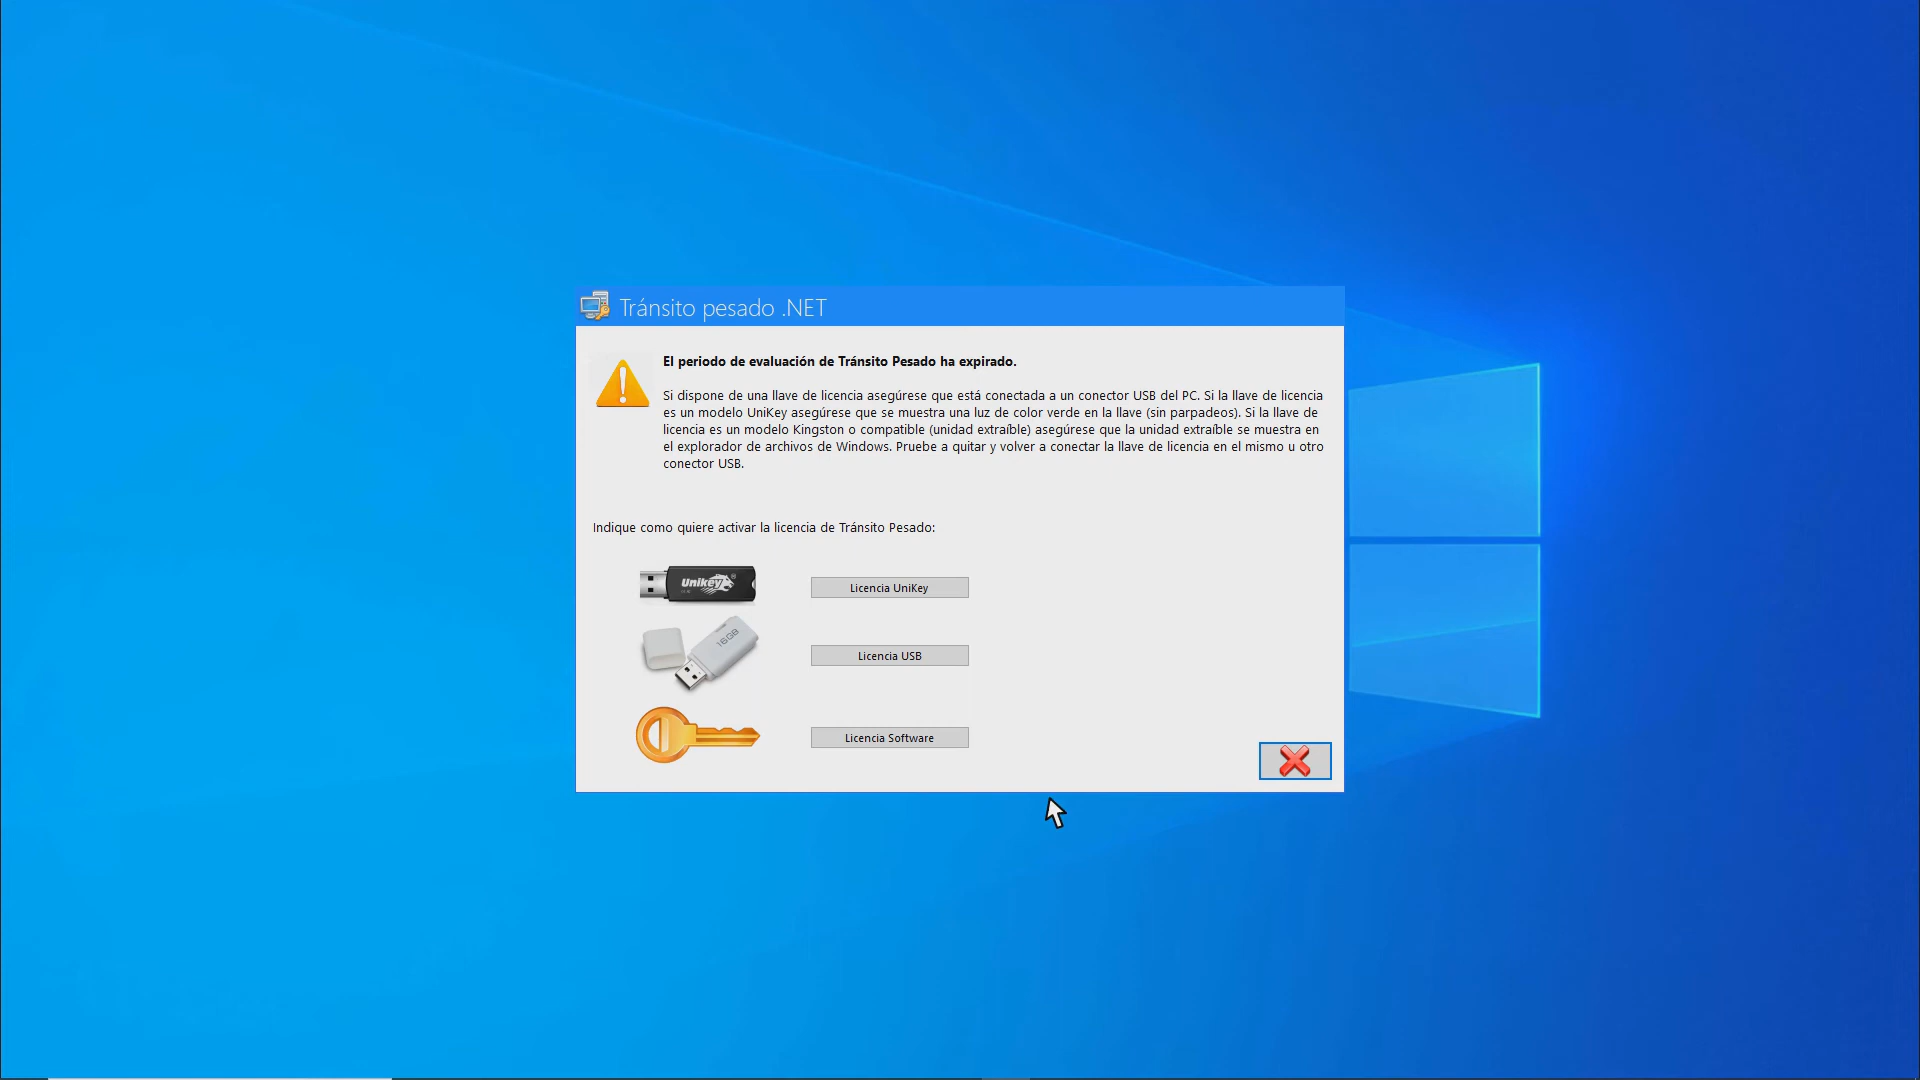 Tránsito pesado .NET
El periodo de evaluación de Tránsito Pesado ha expirado.
Si dispone de una llave de licencia asegúrese que está conectada a un conector USB del PC. Si la llave de licencia
es un modelo UniKey asegúrese que se muestra una luz de color verde en la llave (sin parpadeos). Si la llave de
licencia es un modelo Kingston o compatible (unidad extraíble) asegúrese que la unidad extraíble se muestra en
el explorador de archivos de Windows. Pruebe a quitar y volver a conectar la llave de licencia en el mismo u otro
conector USB.
Indique como quiere activar la licencia de Tránsito Pesado:
Unikey
Licencia UniKey
16GB
Licencia USB
Licencia Software